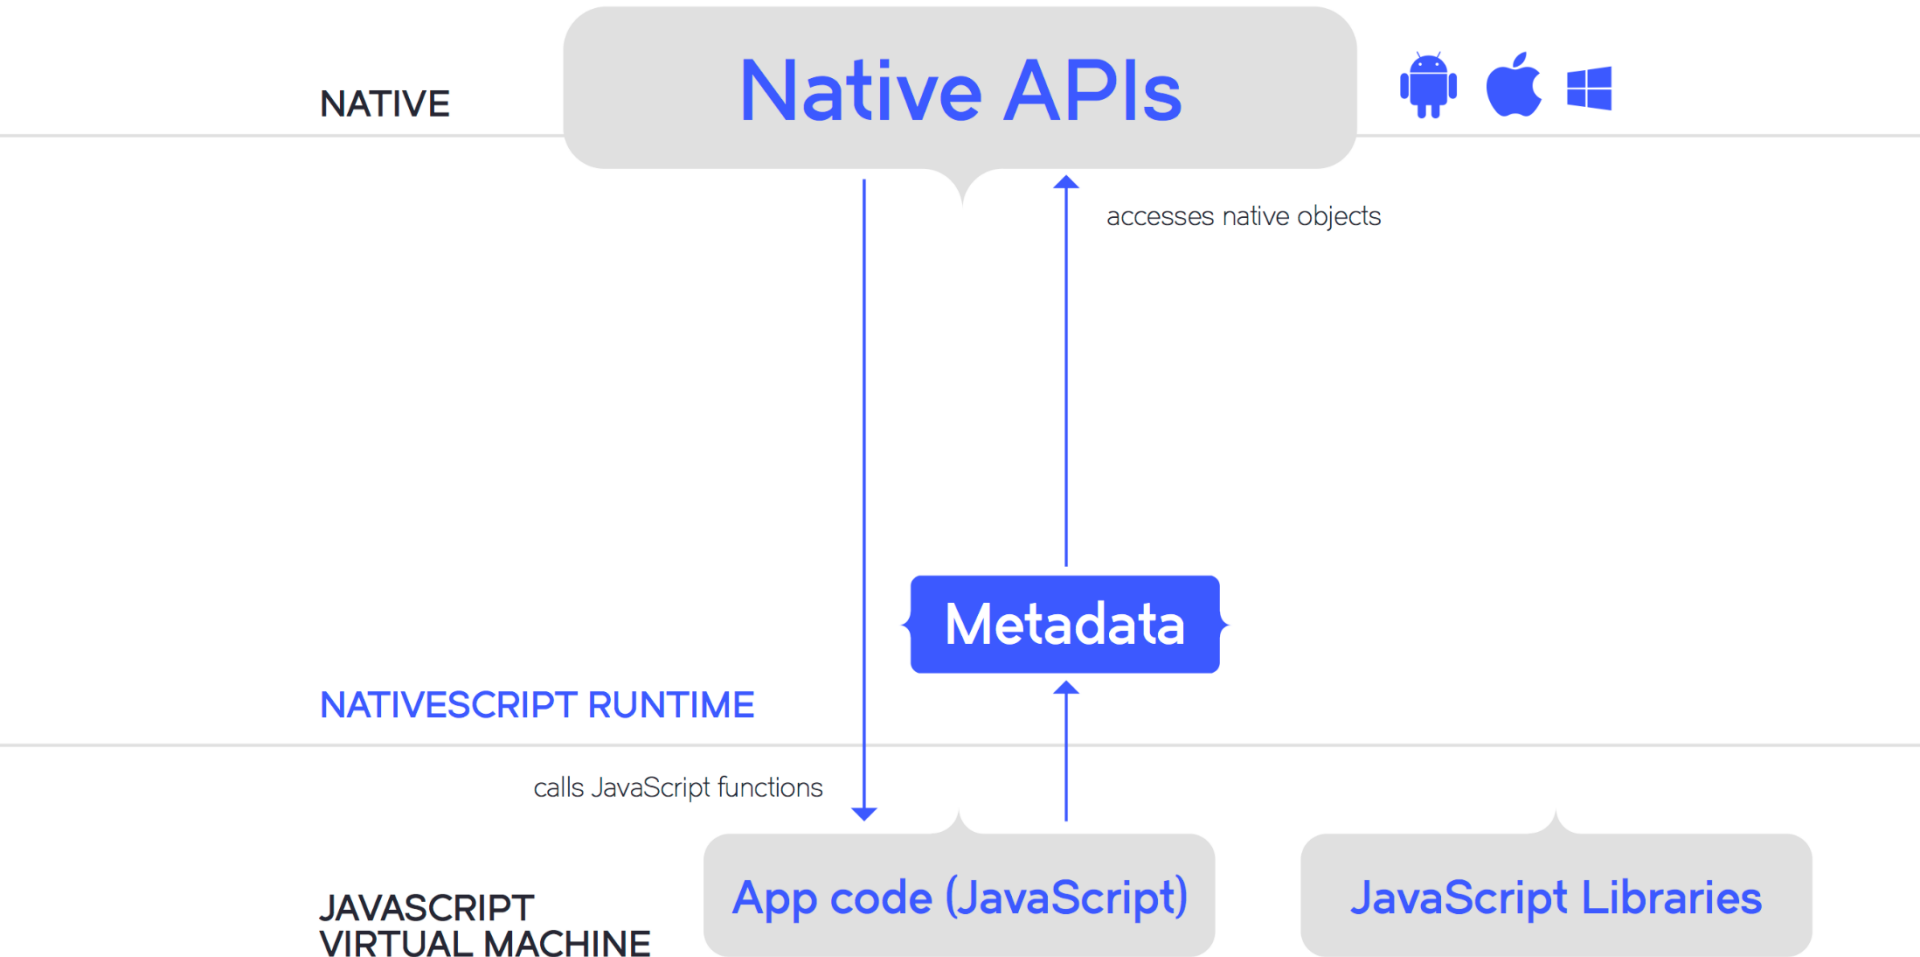 NATIVE
Native APIs
accesses native objects
Metadata
NATIVESCRIPT RUNTIME
calls JavaScript functions
JAVASCRIPT
VIRTUAL MACHINE
App code (JavaScript)
JavaScript Libraries